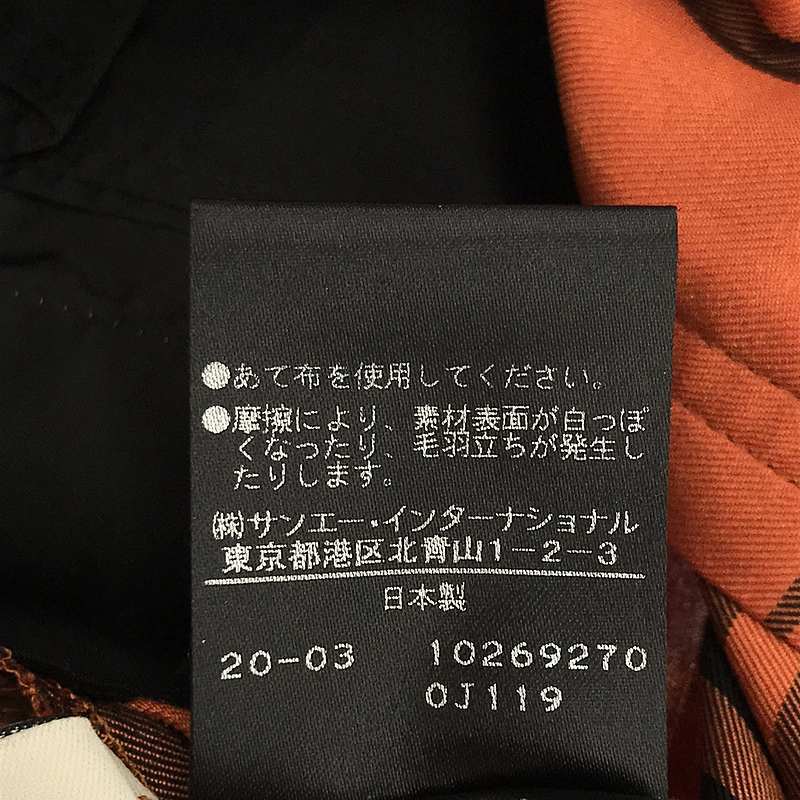 ●あて布を使用してください。
●摩擦により、素材表面が白っぽ
くなったり、毛羽立ちが発生し
たりします。
㈱サンエー・インターナショナル
東京都港区北青山1-2-3
日本製
20-03 10269270
0J119